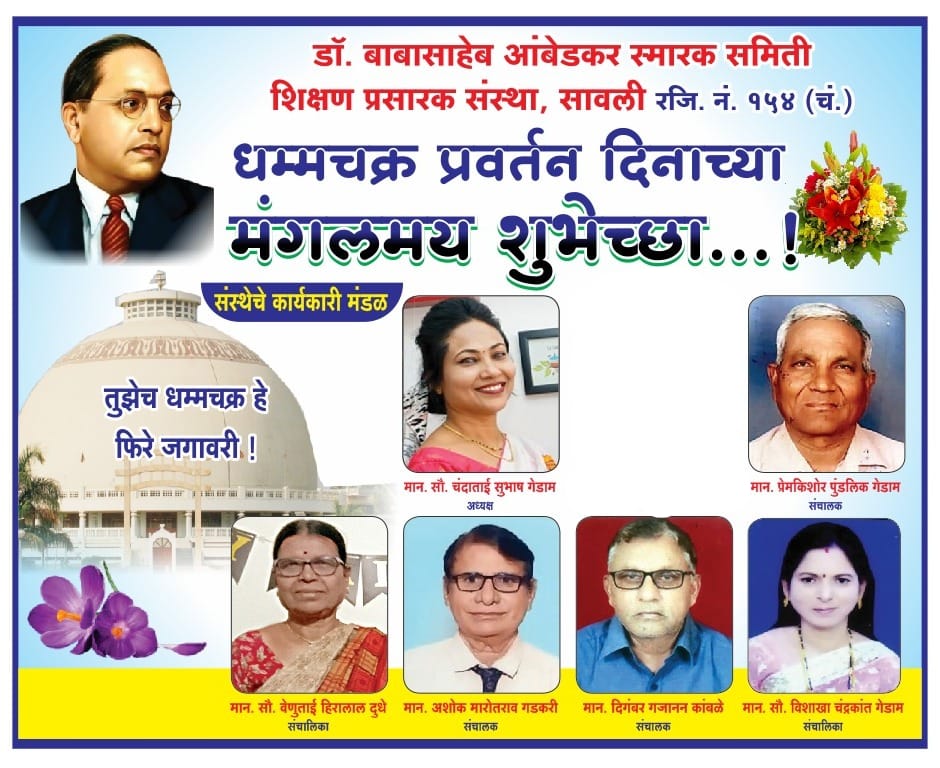 डॉ. बाबासाहेब आंबेडकर स्मारक समिती
शिक्षण प्रसारक संस्था, सावली रजि. नं. १५४ (चं.)
धम्मचक्र प्रवर्तन दिनाच्या
मंगलमय शुभेच्छा...!
संस्थेचे कार्यकारी मंडळ
तुझेच धम्मचक्र हे
फिरे जगावरी !
मान. सौ. चंदाताई सुभाष गेडाम
अध्यक्ष
मान. प्रेमकिशोर पुंडलिक गेडाम
संचालक
मान. सौ. वेणुताई हिरालाल दुधे
संचालिका
मान. अशोक मारोतराव गडकरी
संचालक
मान. दिगंबर गजानन कांबळे
संचालक
मान. सौ. विशाखा चंद्रकांत गेडाम
संचालिका